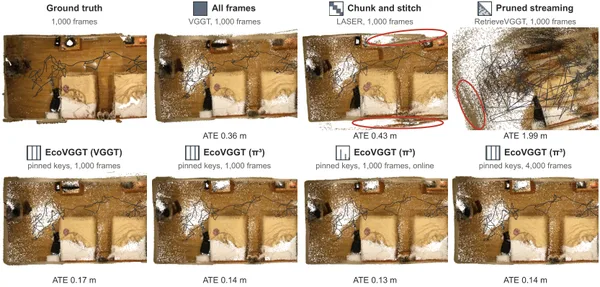 Ground truth
1,000 frames
All frames
VGGT, 1,000 frames
Chunk and stitch
LASER, 1,000 frames
Pruned streaming
RetrieveVGGT, 1,000 frames
ATE 0.36 m
ATE 0.43 m
ATE 1.99 m
EcoVGGT (VGGT)
pinned keys, 1,000 frames
EcoVGGT (π³)
pinned keys, 1,000 frames
EcoVGGT (π³)
pinned keys, 1,000 frames, online
EcoVGGT (π³)
pinned keys, 4,000 frames
ATE 0.17 m
ATE 0.14 m
ATE 0.13 m
ATE 0.14 m